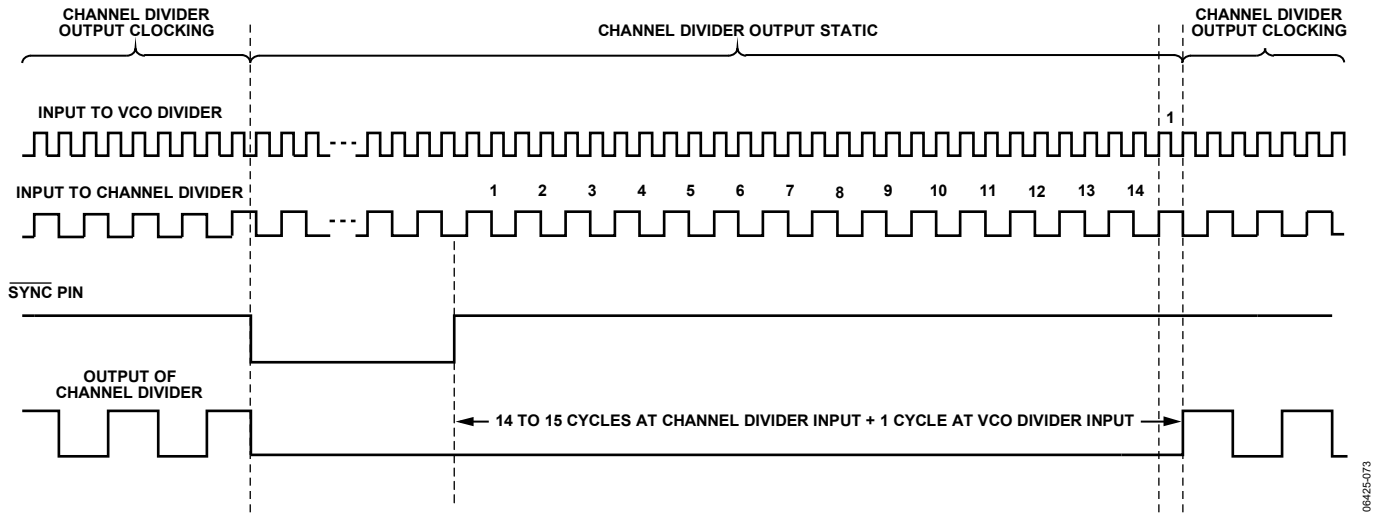 CHANNEL DIVIDER
OUTPUT CLOCKING
CHANNEL DIVIDER OUTPUT STATIC
CHANNEL DIVIDER
OUTPUT CLOCKING
INPUT TO VCO DIVIDER
1
INPUT TO CHANNEL DIVIDER
1 2 3 4 5 6 7 8 9 10 11 12 13 14
SYNC PIN
OUTPUT OF
CHANNEL DIVIDER
14 TO 15 CYCLES AT CHANNEL DIVIDER INPUT + 1 CYCLE AT VCO DIVIDER INPUT
06425-073